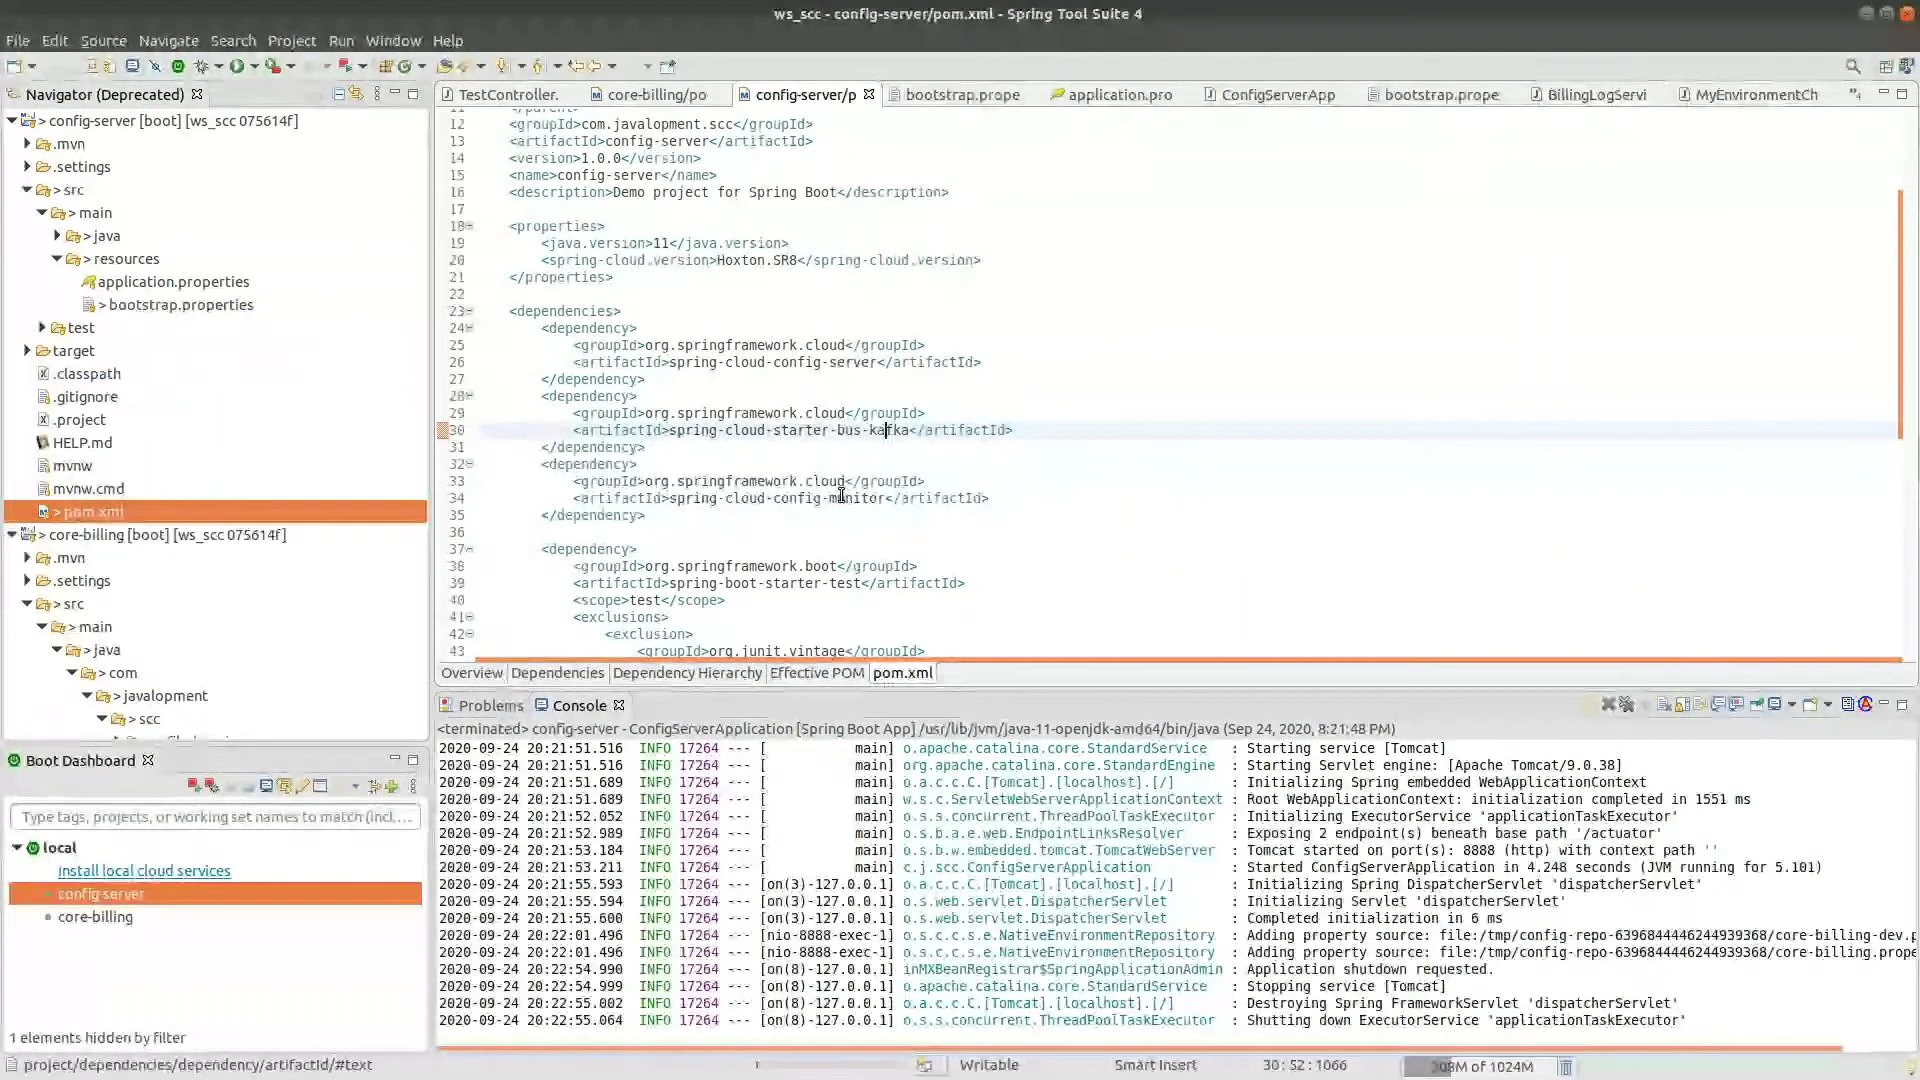 ws_scc - config-server/pom.xml - Spring Tool Suite 4
File Edit Source Navigate Search Project Run Window Help
Navigator (Deprecated)
> config-server [boot] [ws_scc 075614f]
.mvn
.settings
> src
> main
> java
> resources
application.properties
> bootstrap.properties
test
target
.classpath
.gitignore
.project
HELP.md
mvnw
mvnw.cmd
> pom.xml
> core-billing [boot] [ws_scc 075614f]
.mvn
.settings
> src
> main
> java
> com
> javalopment
> scc
Boot Dashboard
Type tags, projects, or working set names to match (incl....
local
Install local cloud services
config-server
core-billing
1 elements hidden by filter
TestController. core-billing/po config-server/p bootstrap.prope application.pro ConfigServerApp bootstrap.prope BillingLogServi MyEnvironmentCh "4
12 <groupId>com.javalopment.scc</groupId>
13 <artifactId>config-server</artifactId>
14 <version>1.0.0</version>
15 <name>config-server</name>
16 <description>Demo project for Spring Boot</description>
17
18 <properties>
19 <java.version>11</java.version>
20 <spring-cloud.version>Hoxton.SR8</spring-cloud.version>
21 </properties>
22
23 <dependencies>
24 <dependency>
25 <groupId>org.springframework.cloud</groupId>
26 <artifactId>spring-cloud-config-server</artifactId>
27 </dependency>
28 <dependency>
29 <groupId>org.springframework.cloud</groupId>
30 <artifactId>spring-cloud-starter-bus-kafka</artifactId>
31 </dependency>
32 <dependency>
33 <groupId>org.springframework.cloud</groupId>
34 <artifactId>spring-cloud-config-monitor</artifactId>
35 </dependency>
36
37 <dependency>
38 <groupId>org.springframework.boot</groupId>
39 <artifactId>spring-boot-starter-test</artifactId>
40 <scope>test</scope>
41 <exclusions>
42 <exclusion>
43 <groupId>org.junit.vintage</groupId>
Overview Dependencies Dependency Hierarchy Effective POM pom.xml
Problems Console
<terminated> config-server - ConfigServerApplication [Spring Boot App] /usr/lib/jvm/java-11-openjdk-amd64/bin/java (Sep 24, 2020, 8:21:48 PM)
2020-09-24 20:21:51.516 INFO 17264 --- [ main] o.apache.catalina.core.StandardService : Starting service [Tomcat]
2020-09-24 20:21:51.516 INFO 17264 --- [ main] org.apache.catalina.core.StandardEngine : Starting Servlet engine: [Apache Tomcat/9.0.38]
2020-09-24 20:21:51.689 INFO 17264 --- [ main] o.a.c.c.C.[Tomcat].[localhost].[/] : Initializing Spring embedded WebApplicationContext
2020-09-24 20:21:51.689 INFO 17264 --- [ main] w.s.c.ServletWebServerApplicationContext : Root WebApplicationContext: initialization completed in 1551 ms
2020-09-24 20:21:52.052 INFO 17264 --- [ main] o.s.s.concurrent.ThreadPoolTaskExecutor : Initializing ExecutorService 'applicationTaskExecutor'
2020-09-24 20:21:52.989 INFO 17264 --- [ main] o.s.b.a.e.web.EndpointLinksResolver : Exposing 2 endpoint(s) beneath base path '/actuator'
2020-09-24 20:21:53.184 INFO 17264 --- [ main] o.s.b.w.embedded.tomcat.TomcatWebServer : Tomcat started on port(s): 8888 (http) with context path ''
2020-09-24 20:21:53.211 INFO 17264 --- [ main] c.j.scc.ConfigServerApplication : Started ConfigServerApplication in 4.248 seconds (JVM running for 5.101)
2020-09-24 20:21:55.593 INFO 17264 --- [on(3)-127.0.0.1] o.a.c.c.C.[Tomcat].[localhost].[/] : Initializing Spring DispatcherServlet 'dispatcherServlet'
2020-09-24 20:21:55.594 INFO 17264 --- [on(3)-127.0.0.1] o.s.web.servlet.DispatcherServlet : Initializing Servlet 'dispatcherServlet'
2020-09-24 20:21:55.600 INFO 17264 --- [on(3)-127.0.0.1] o.s.web.servlet.DispatcherServlet : Completed initialization in 6 ms
2020-09-24 20:22:01.496 INFO 17264 --- [nio-8888-exec-1] o.s.c.c.s.e.NativeEnvironmentRepository : Adding property source: file:/tmp/config-repo-6396844446244939368/core-billing-dev.p
2020-09-24 20:22:01.496 INFO 17264 --- [nio-8888-exec-1] o.s.c.c.s.e.NativeEnvironmentRepository : Adding property source: file:/tmp/config-repo-6396844446244939368/core-billing.prope
2020-09-24 20:22:54.990 INFO 17264 --- [on(8)-127.0.0.1] inMXBeanRegistrar$SpringApplicationAdmin : Application shutdown requested.
2020-09-24 20:22:54.999 INFO 17264 --- [on(8)-127.0.0.1] o.apache.catalina.core.StandardService : Stopping service [Tomcat]
2020-09-24 20:22:55.002 INFO 17264 --- [on(8)-127.0.0.1] o.a.c.c.C.[Tomcat].[localhost].[/] : Destroying Spring FrameworkServlet 'dispatcherServlet'
2020-09-24 20:22:55.064 INFO 17264 --- [on(8)-127.0.0.1] o.s.s.concurrent.ThreadPoolTaskExecutor : Shutting down ExecutorService 'applicationTaskExecutor'
project/dependencies/dependency/artifactId/#text Writable Smart Insert 30 : 52 : 1066 of 1024M